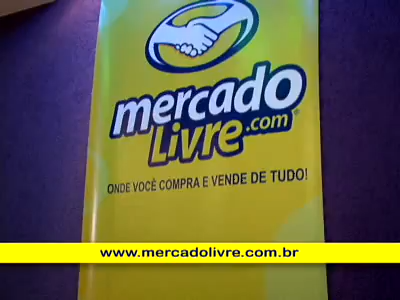 mercado
Livre.com®
ONDE VOCÊ COMPRA E VENDE DE TUDO!
www.mercadolivre.com.br